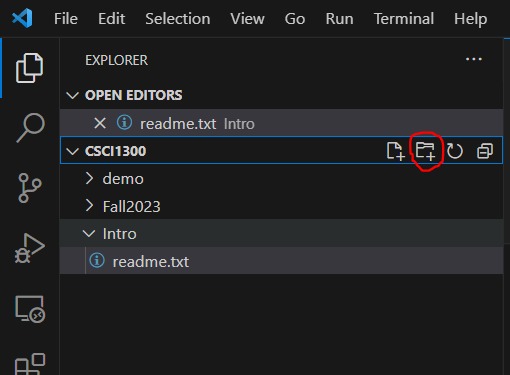 File Edit Selection View Go Run Terminal Help
EXPLORER
OPEN EDITORS
readme.txt Intro
CSCI1300
demo
Fall2023
Intro
readme.txt